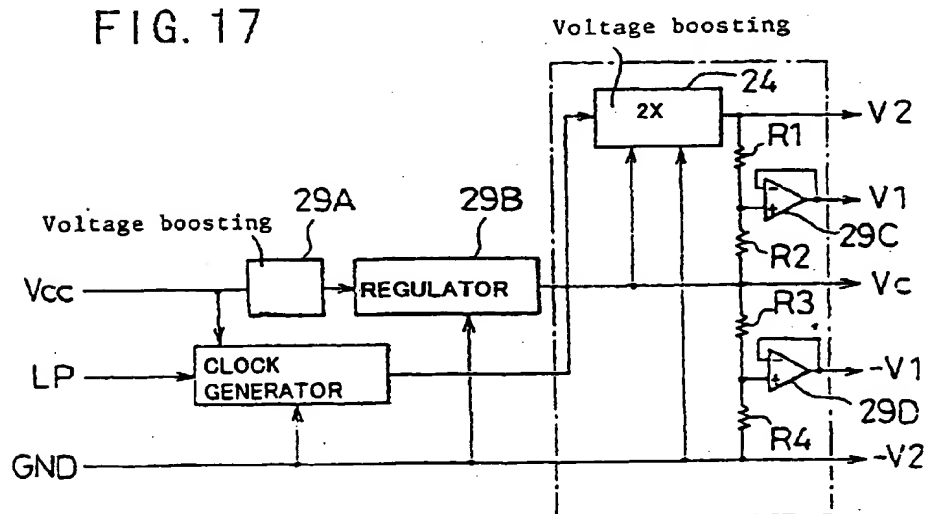 FIG. 17
Voltage boosting
24
2X
V2
R1
V1
29C
R2
Voltage boosting
29A
29B
Vcc
REGULATOR
Vc
R3
LP
CLOCK
GENERATOR
-V1
29D
R4
GND
-V2